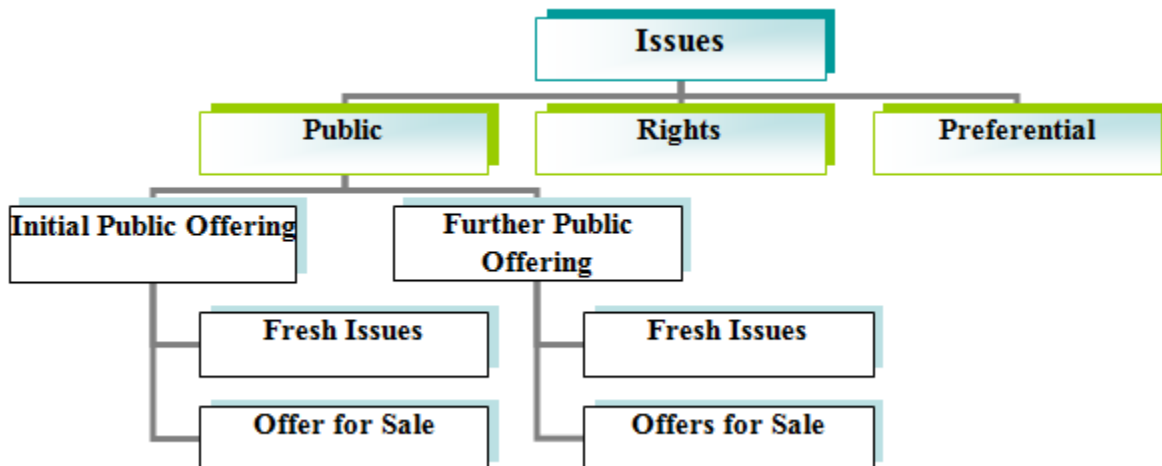 Issues
Public
Rights
Preferential
Initial Public Offering
Further Public
Offering
Fresh Issues
Fresh Issues
Offer for Sale
Offers for Sale